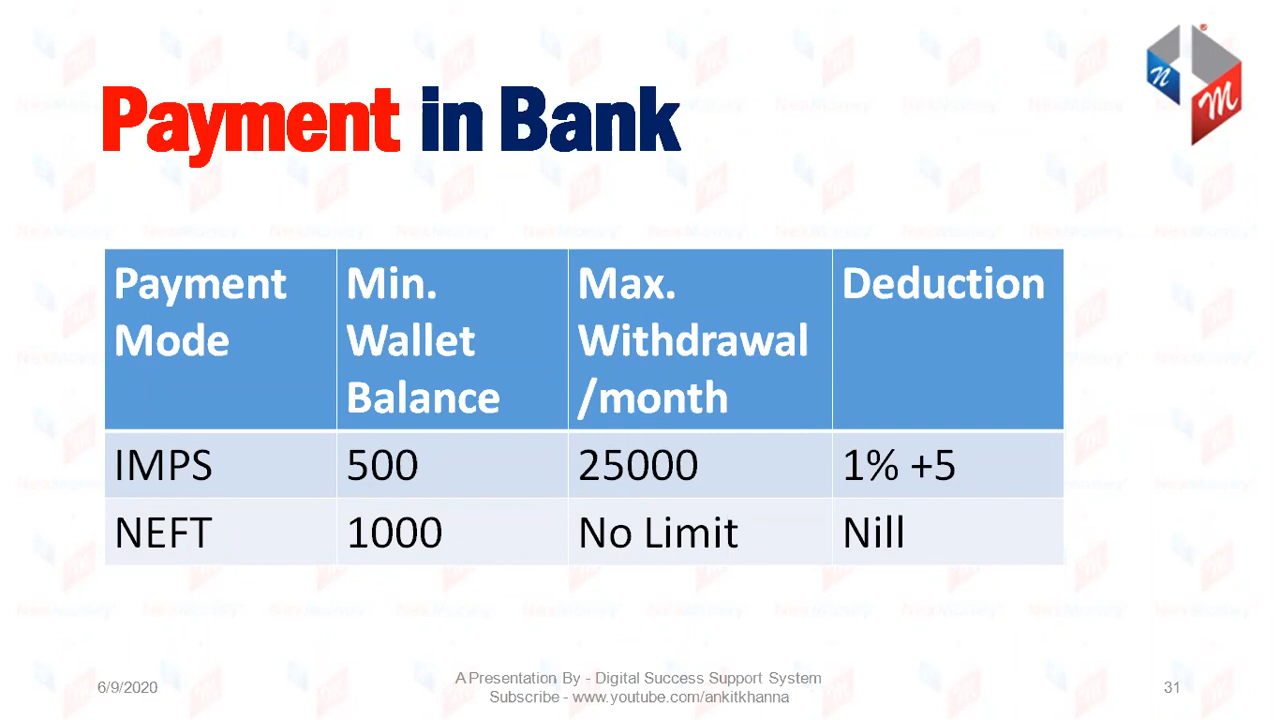 Payment in Bank
Payment Mode
Min. Wallet Balance
Max. Withdrawal /month
Deduction
IMPS 500 25000 1% +5
NEFT 1000 No Limit Nill
6/9/2020
A Presentation By - Digital Success Support System
Subscribe - www.youtube.com/ankitkhanna
31